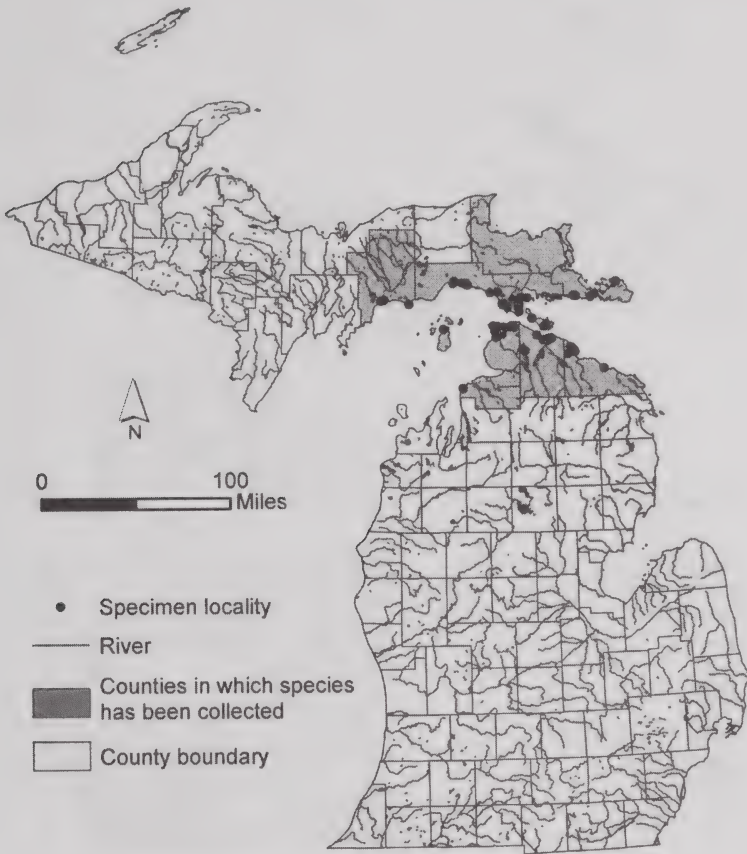 N
0 100
Miles
Specimen locality
River
Counties in which species
has been collected
County boundary